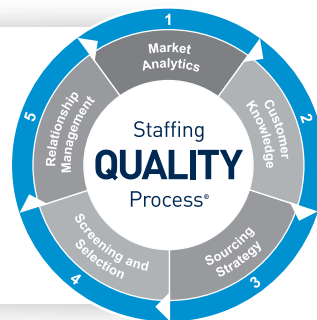 1
Market
Analytics
2
Customer
Knowledge
3
Sourcing
Strategy
4
Screening and
Selection
5
Relationship
Management
Staffing
QUALITY
Process®